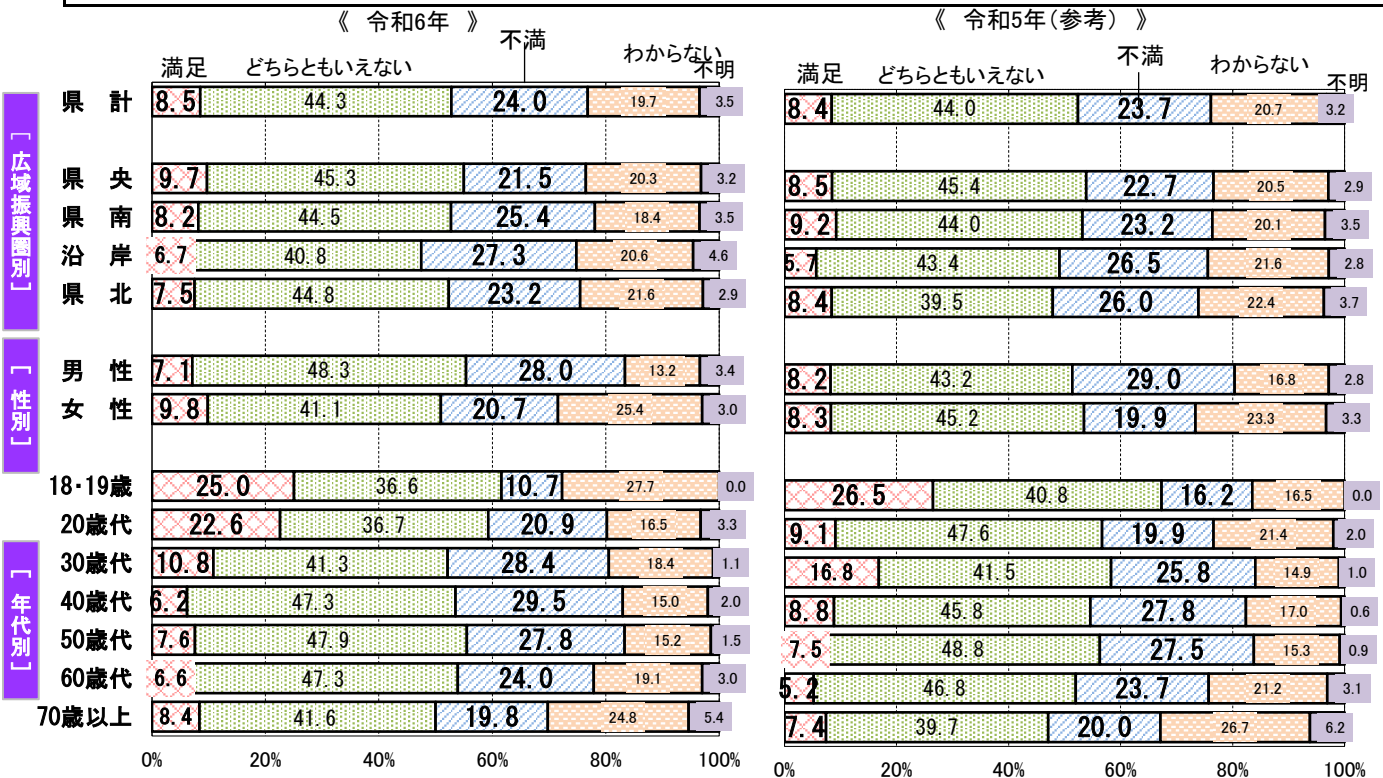 《 令和6年 》
満足 どちらともいえない 不満 わからない 不明
[広域振興圏別]
県 計 8.5 44.3 24.0 19.7 3.5
県 央 9.7 45.3 21.5 20.3 3.2
県 南 8.2 44.5 25.4 18.4 3.5
沿 岸 6.7 40.8 27.3 20.6 4.6
県 北 7.5 44.8 23.2 21.6 2.9
[性別]
男 性 7.1 48.3 28.0 13.2 3.4
女 性 9.8 41.1 20.7 25.4 3.0
[年代別]
18・19歳 25.0 36.6 10.7 27.7 0.0
20歳代 22.6 36.7 20.9 16.5 3.3
30歳代 10.8 41.3 28.4 18.4 1.1
40歳代 6.2 47.3 29.5 15.0 2.0
50歳代 7.6 47.9 27.8 15.2 1.5
60歳代 6.6 47.3 24.0 19.1 3.0
70歳以上 8.4 41.6 19.8 24.8 5.4
0% 20% 40% 60% 80% 100%
《 令和5年(参考) 》
満足 どちらともいえない 不満 わからない 不明
8.4 44.0 23.7 20.7 3.2
8.5 45.4 22.7 20.5 2.9
9.2 44.0 23.2 20.1 3.5
5.7 43.4 26.5 21.6 2.8
8.4 39.5 26.0 22.4 3.7
8.2 43.2 29.0 16.8 2.8
8.3 45.2 19.9 23.3 3.3
26.5 40.8 16.2 16.5 0.0
9.1 47.6 19.9 21.4 2.0
16.8 41.5 25.8 14.9 1.0
8.8 45.8 27.8 17.0 0.6
7.5 48.8 27.5 15.3 0.9
5.2 46.8 23.7 21.2 3.1
7.4 39.7 20.0 26.7 6.2
0% 20% 40% 60% 80% 100%